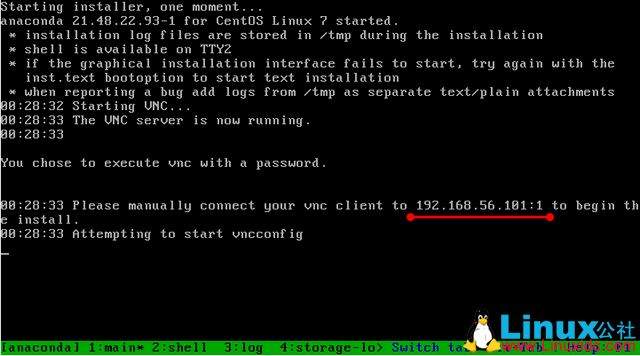 Starting installer, one moment...
anaconda 21.48.22.93-1 for CentOS Linux 7 started.
* installation log files are stored in /tmp during the installation
* shell is available on TTY2
* if the graphical installation interface fails to start, try again with the
inst.text bootoption to start text installation
* when reporting a bug add logs from /tmp as separate text/plain attachments
00:28:32 Starting VNC...
00:28:33 The VNC server is now running.
00:28:33
You chose to execute vnc with a password.
00:28:33 Please manually connect your vnc client to 192.168.56.101:1 to begin th
e install.
00:28:33 Attempting to start vncconfig
Linux公社
[anaconda] 1:main* 2:shell 3:log 4:storage-lo> Switch